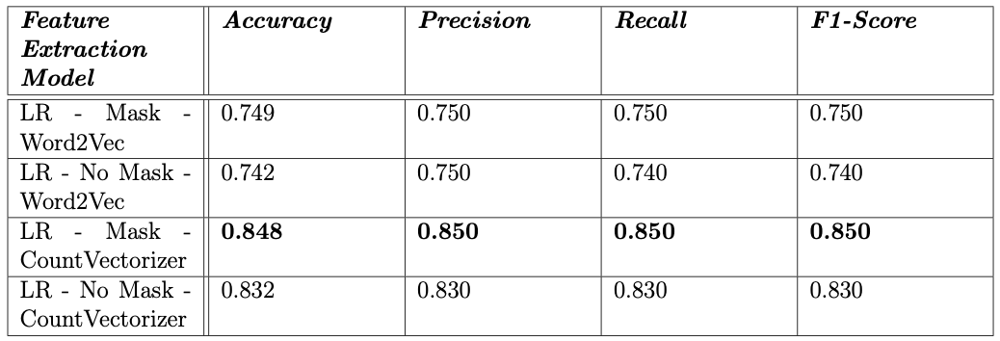 Feature Extraction Model Accuracy Precision Recall F1-Score
LR - Mask - Word2Vec 0.749 0.750 0.750 0.750
LR - No Mask - Word2Vec 0.742 0.750 0.740 0.740
LR - Mask - CountVectorizer 0.848 0.850 0.850 0.850
LR - No Mask - CountVectorizer 0.832 0.830 0.830 0.830